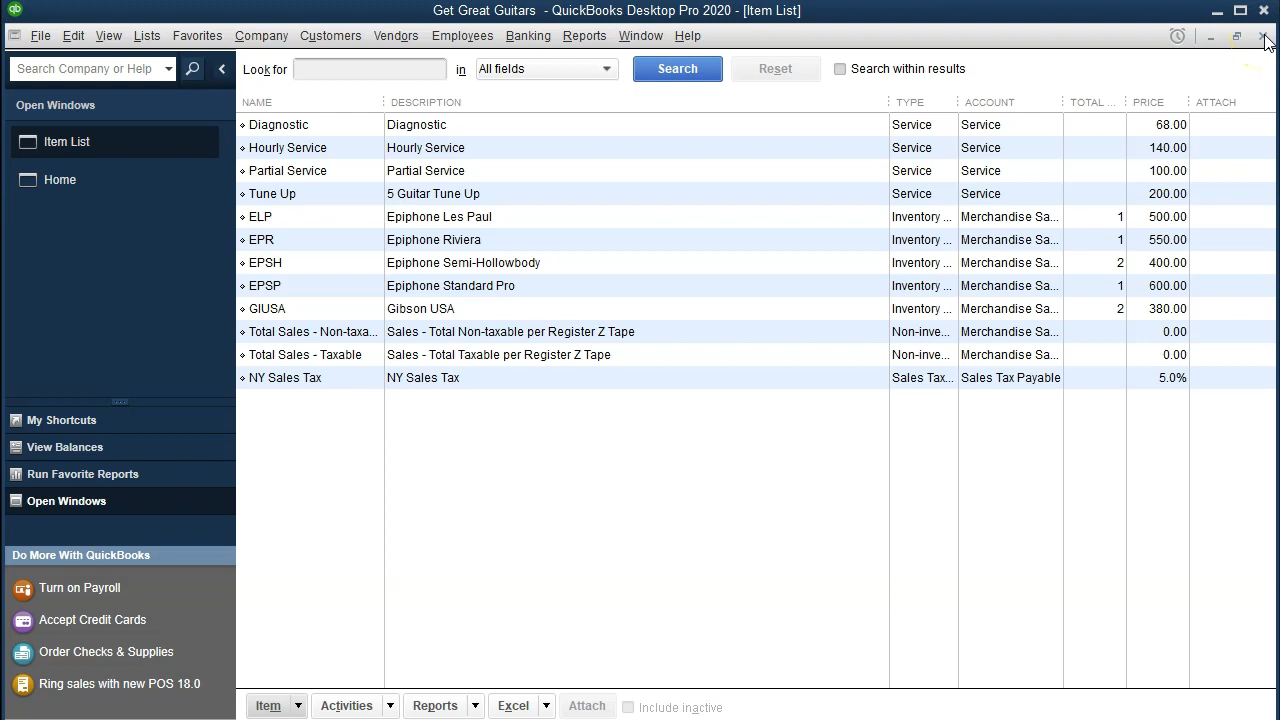 qb Get Great Guitars - QuickBooks Desktop Pro 2020 - [Item List]
File Edit View Lists Favorites Company Customers Vendors Employees Banking Reports Window Help
Search Company or Help
Look for in All fields Search Reset Search within results
Open Windows
Item List
Home
My Shortcuts
View Balances
Run Favorite Reports
Open Windows
Do More With QuickBooks
Turn on Payroll
Accept Credit Cards
Order Checks & Supplies
Ring sales with new POS 18.0
NAME DESCRIPTION TYPE ACCOUNT TOTAL ... PRICE ATTACH
Diagnostic Diagnostic Service Service 68.00
Hourly Service Hourly Service Service Service 140.00
Partial Service Partial Service Service Service 100.00
Tune Up 5 Guitar Tune Up Service Service 200.00
ELP Epiphone Les Paul Inventory ... Merchandise Sa... 1 500.00
EPR Epiphone Riviera Inventory ... Merchandise Sa... 1 550.00
EPSH Epiphone Semi-Hollowbody Inventory ... Merchandise Sa... 2 400.00
EPSP Epiphone Standard Pro Inventory ... Merchandise Sa... 1 600.00
GIUSA Gibson USA Inventory ... Merchandise Sa... 2 380.00
Total Sales - Non-taxa... Sales - Total Non-taxable per Register Z Tape Non-inve... Merchandise Sa... 0.00
Total Sales - Taxable Sales - Total Taxable per Register Z Tape Non-inve... Merchandise Sa... 0.00
NY Sales Tax NY Sales Tax Sales Tax... Sales Tax Payable 5.0%
Item Activities Reports Excel Attach Include inactive